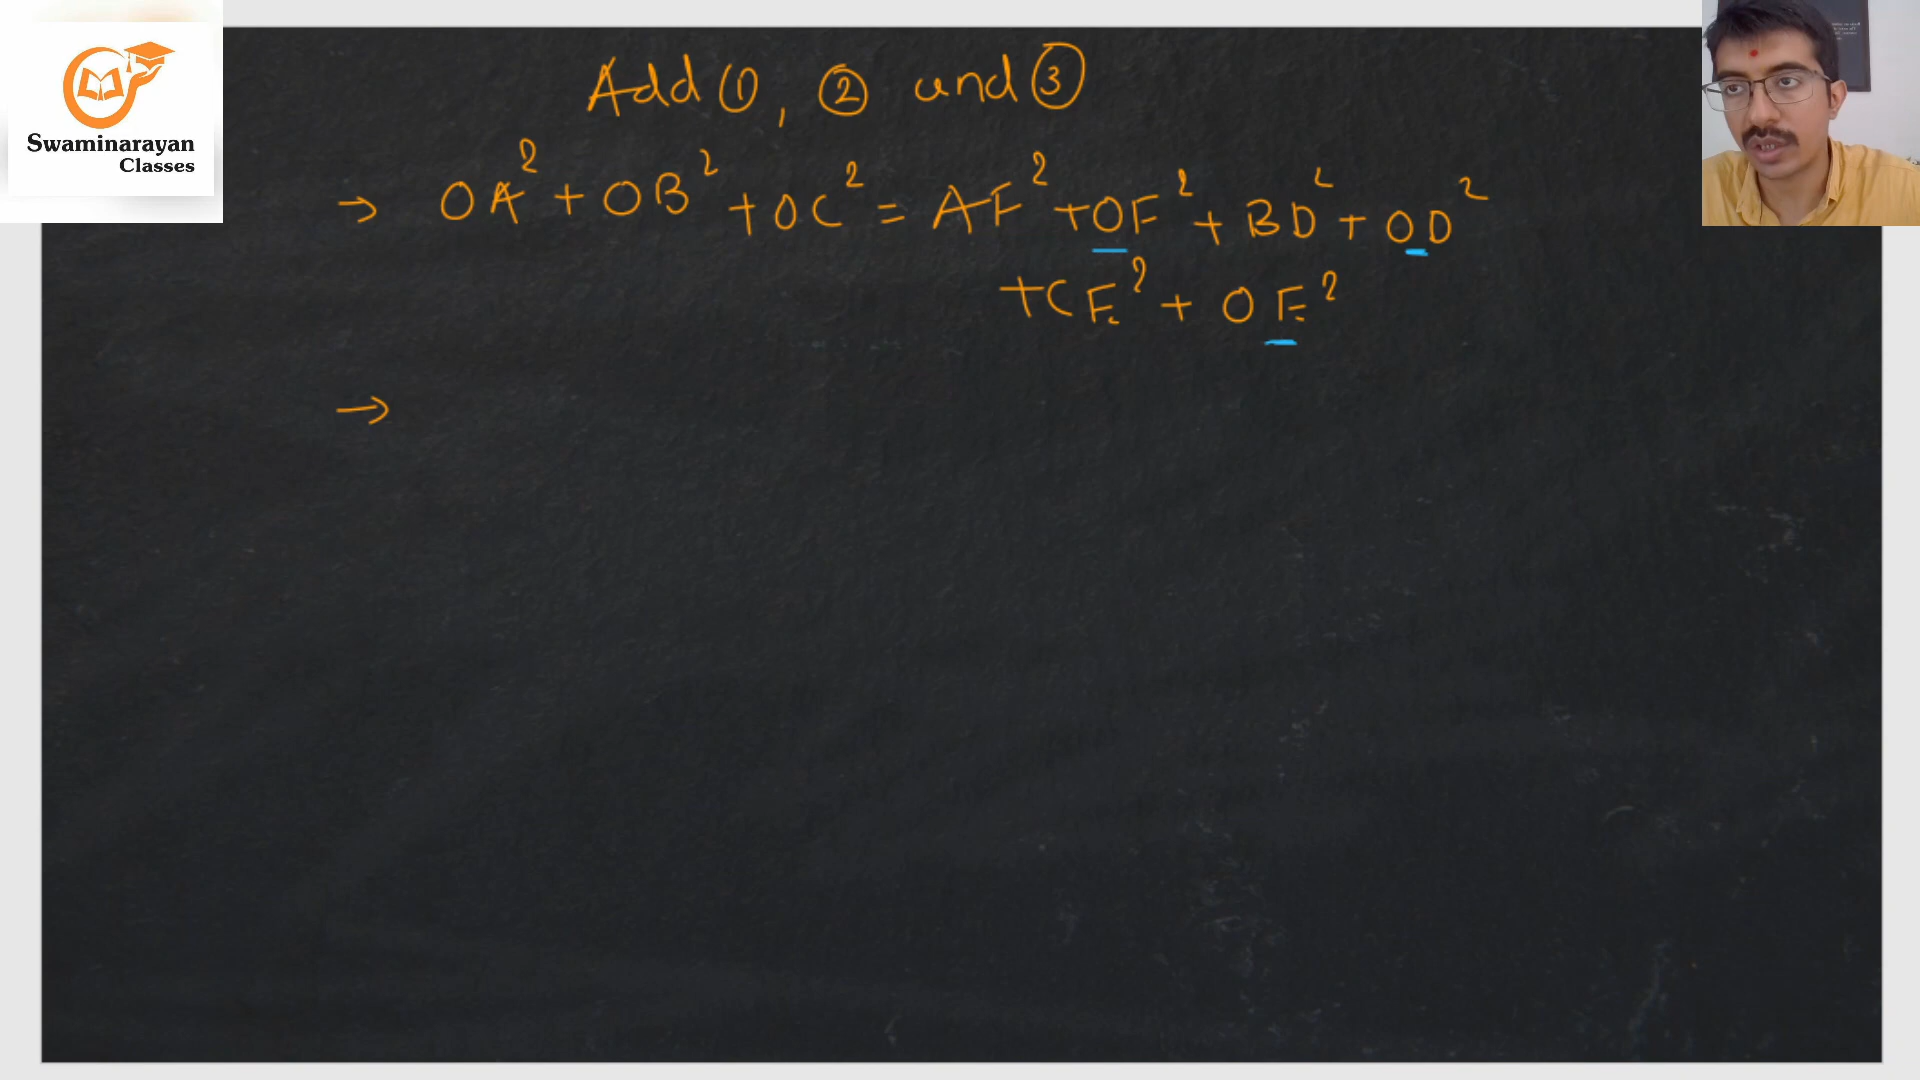 Swaminarayan
Classes
Add ①, ② and ③
→ OA² + OB² + OC² = AF² + OF² + BD² + OD²
+ CE² + OE²
→